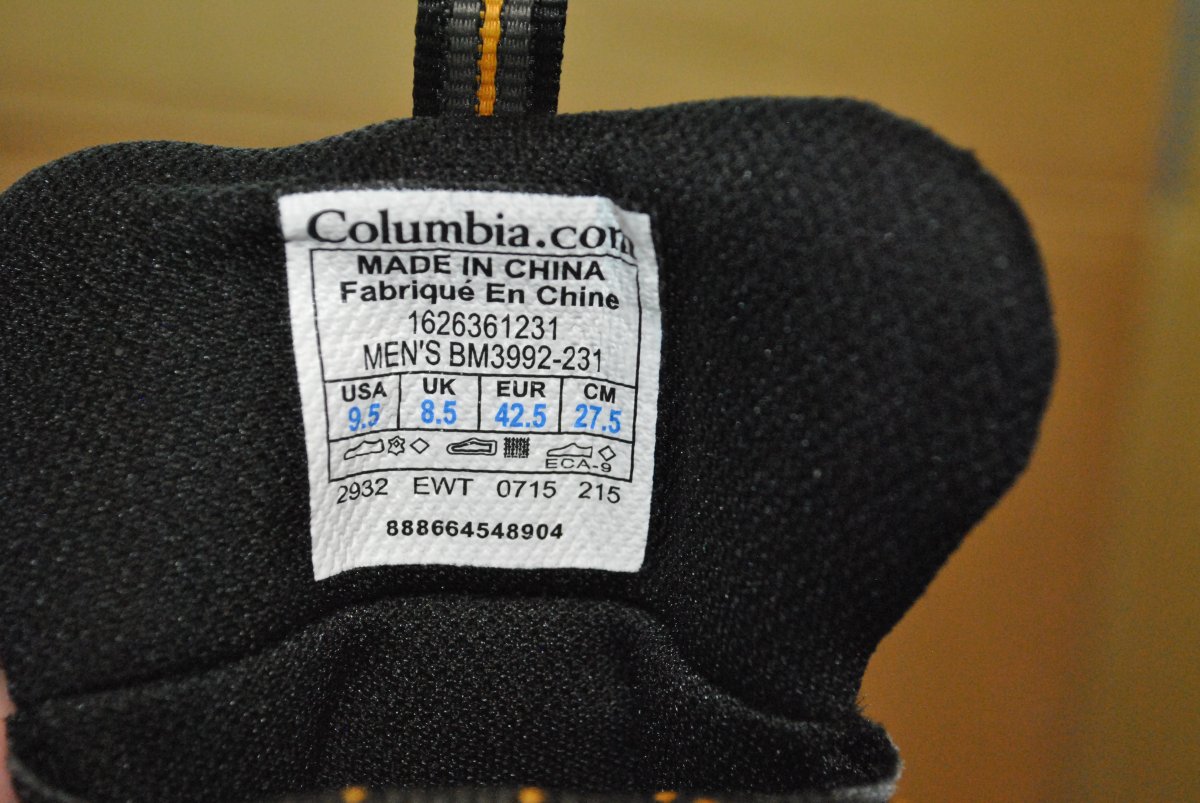 Columbia.com
MADE IN CHINA
Fabriqué En Chine
1626361231
MEN'S BM3992-231
USA UK EUR CM
9.5 8.5 42.5 27.5
ECA-9
2932 EWT 0715 215
888664548904